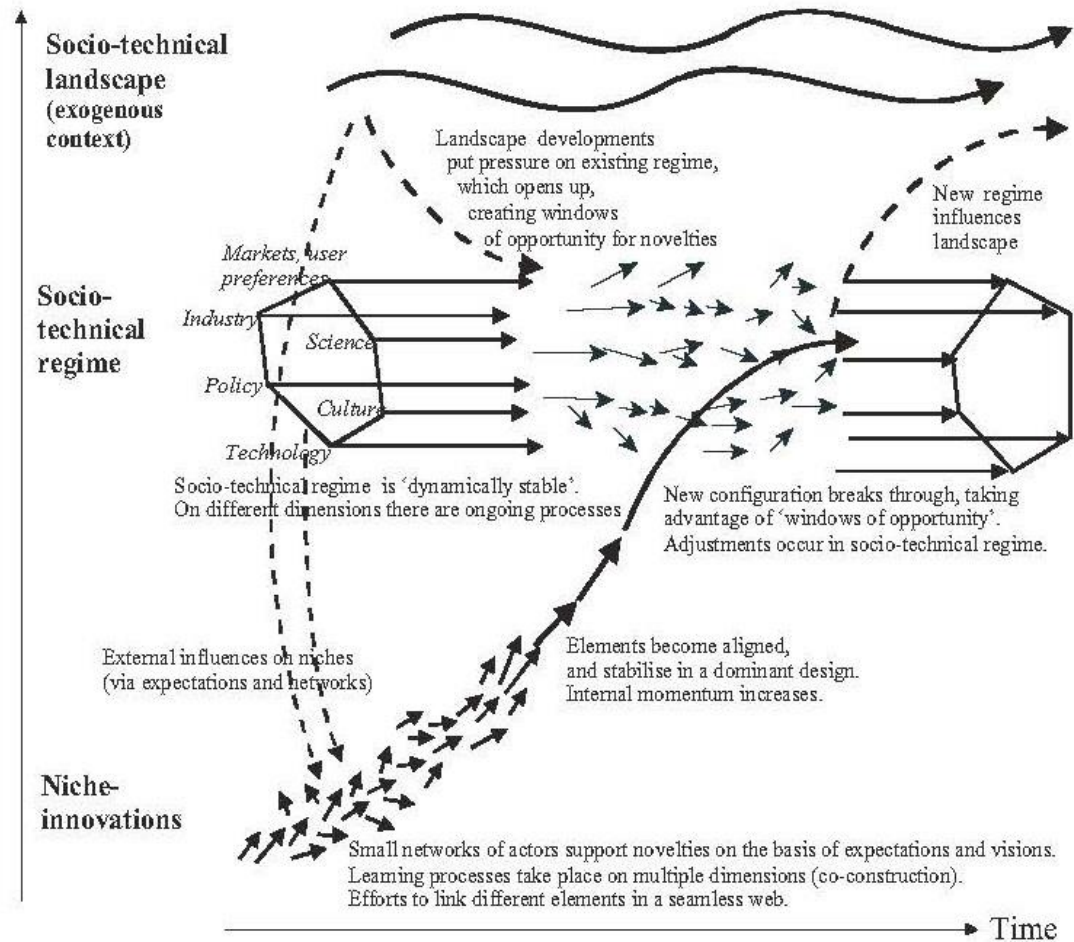 Socio-technical
landscape
(exogenous
context)
Landscape developments
put pressure on existing regime,
which opens up,
creating windows
of opportunity for novelties
New regime
influences
landscape
Markets, user
preferences
Industry
Science
Policy
Culture
Technology
Socio-
technical
regime
Socio-technical regime is ‘dynamically stable’.
On different dimensions there are ongoing processes
New configuration breaks through, taking
advantage of ‘windows of opportunity’.
Adjustments occur in socio-technical regime.
External influences on niches
(via expectations and networks)
Elements become aligned,
and stabilise in a dominant design.
Internal momentum increases.
Niche-
innovations
Small networks of actors support novelties on the basis of expectations and visions.
Learning processes take place on multiple dimensions (co-construction).
Efforts to link different elements in a seamless web.
Time